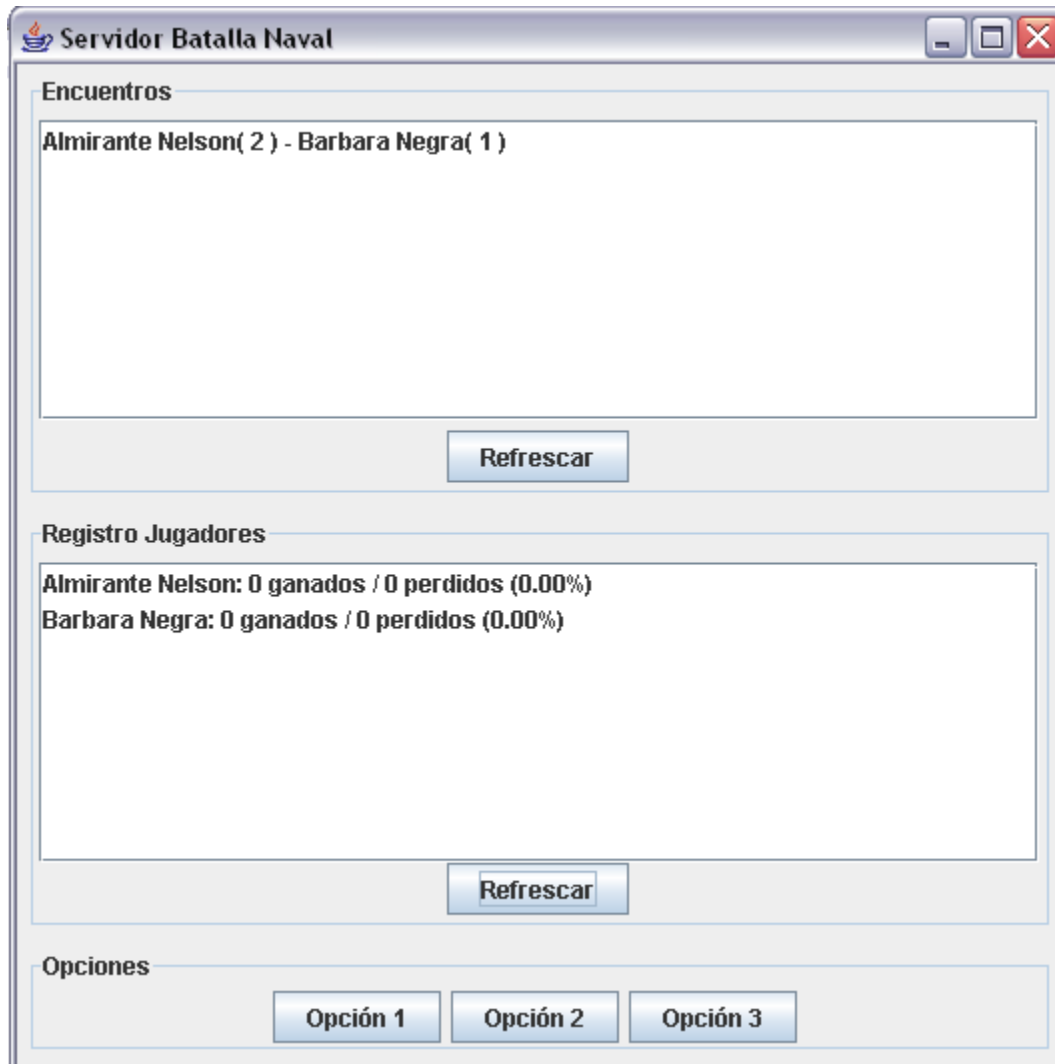 Servidor Batalla Naval
Encuentros
Almirante Nelson( 2 ) - Barbara Negra( 1 )
Refrescar
Registro Jugadores
Almirante Nelson: 0 ganados / 0 perdidos (0.00%)
Barbara Negra: 0 ganados / 0 perdidos (0.00%)
Refrescar
Opciones
Opción 1 Opción 2 Opción 3